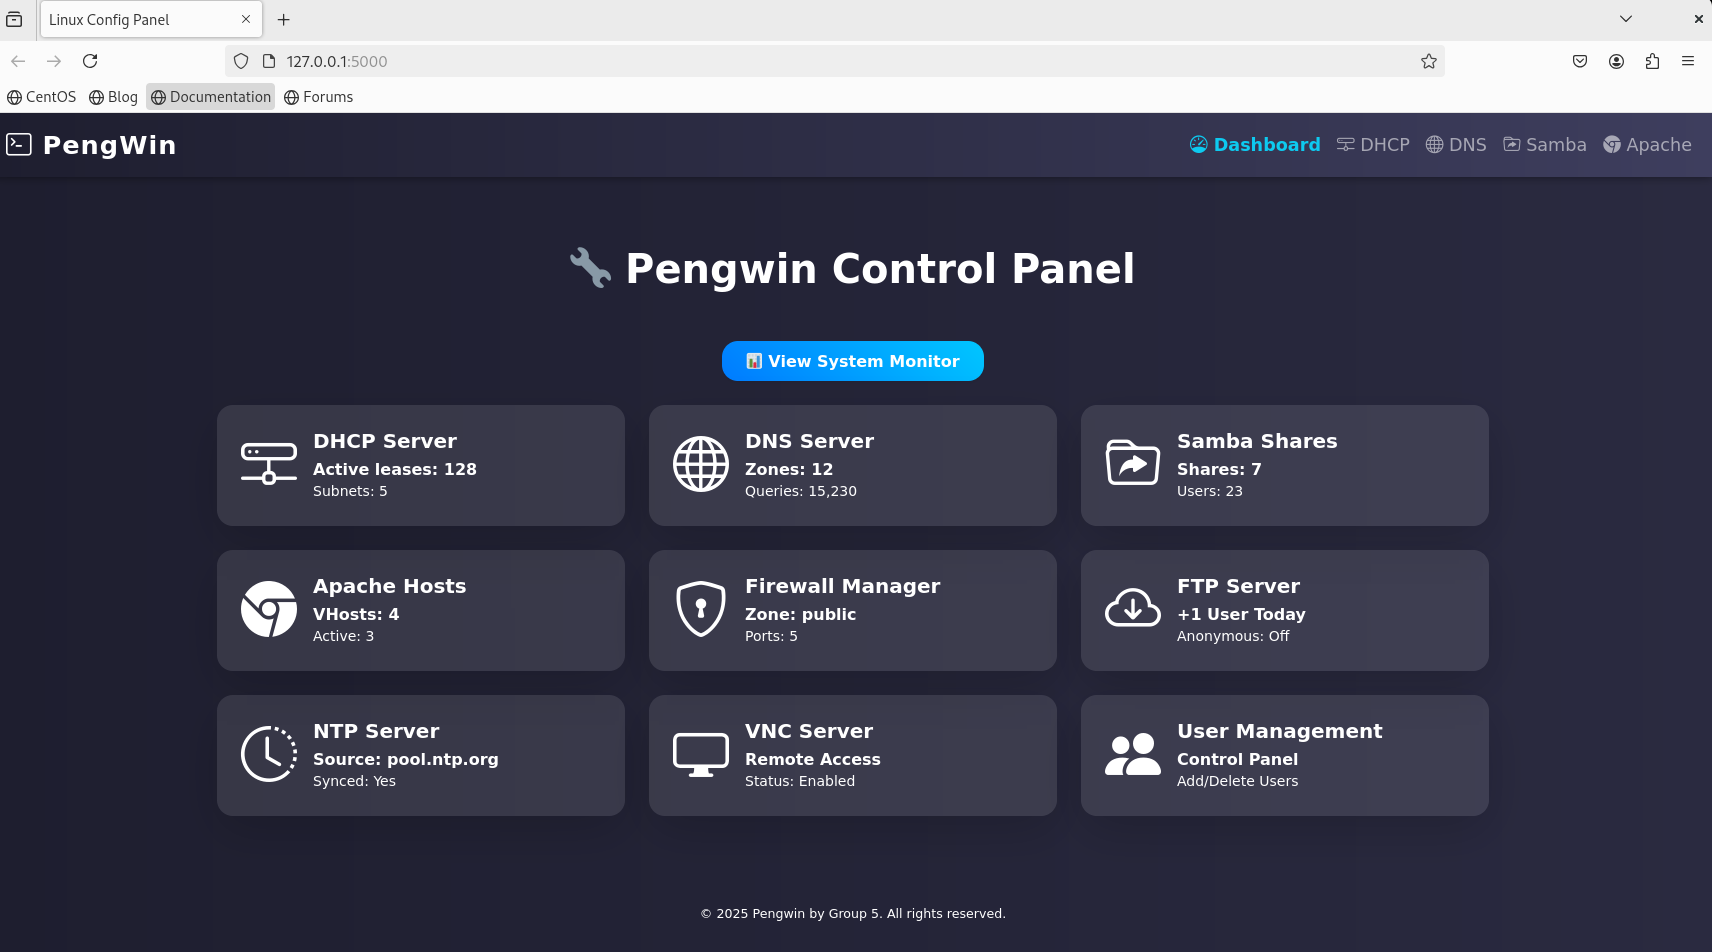 Linux Config Panel
127.0.0.1:5000
CentOS Blog Documentation Forums
PengWin Dashboard DHCP DNS Samba Apache
Pengwin Control Panel
View System Monitor
DHCP Server
Active leases: 128
Subnets: 5
DNS Server
Zones: 12
Queries: 15,230
Samba Shares
Shares: 7
Users: 23
Apache Hosts
VHosts: 4
Active: 3
Firewall Manager
Zone: public
Ports: 5
FTP Server
+1 User Today
Anonymous: Off
NTP Server
Source: pool.ntp.org
Synced: Yes
VNC Server
Remote Access
Status: Enabled
User Management
Control Panel
Add/Delete Users
© 2025 Pengwin by Group 5. All rights reserved.